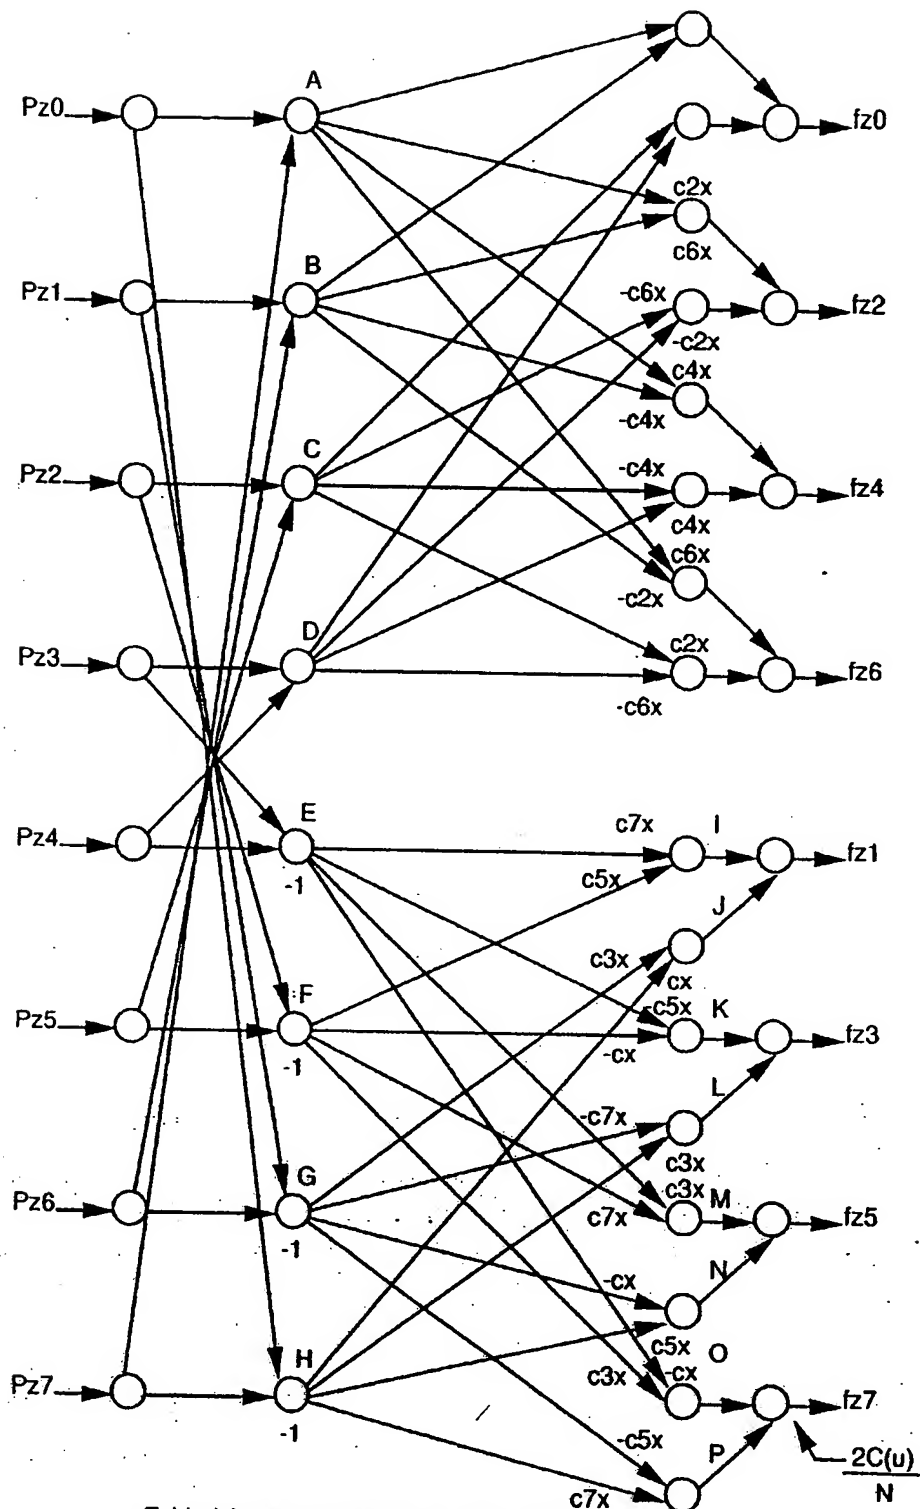 A
Pz0
fz0
c2x
c6x
B
Pz1
-c6x
fz2
-c2x
c4x
-c4x
C
Pz2
-c4x
fz4
c4x
c6x
-c2x
D
Pz3
c2x
fz6
-c6x
E
Pz4
c7x
I
fz1
-1
c5x
J
c3x
cx
F
Pz5
-c5x
K
fz3
-cx
-1
L
-c7x
c3x
G
Pz6
c3x
M
fz5
c7x
-1
N
-cx
c5x
O
H
Pz7
-cx
c3x
fz7
-1
-c5x
P
2C(u)
N
c7x